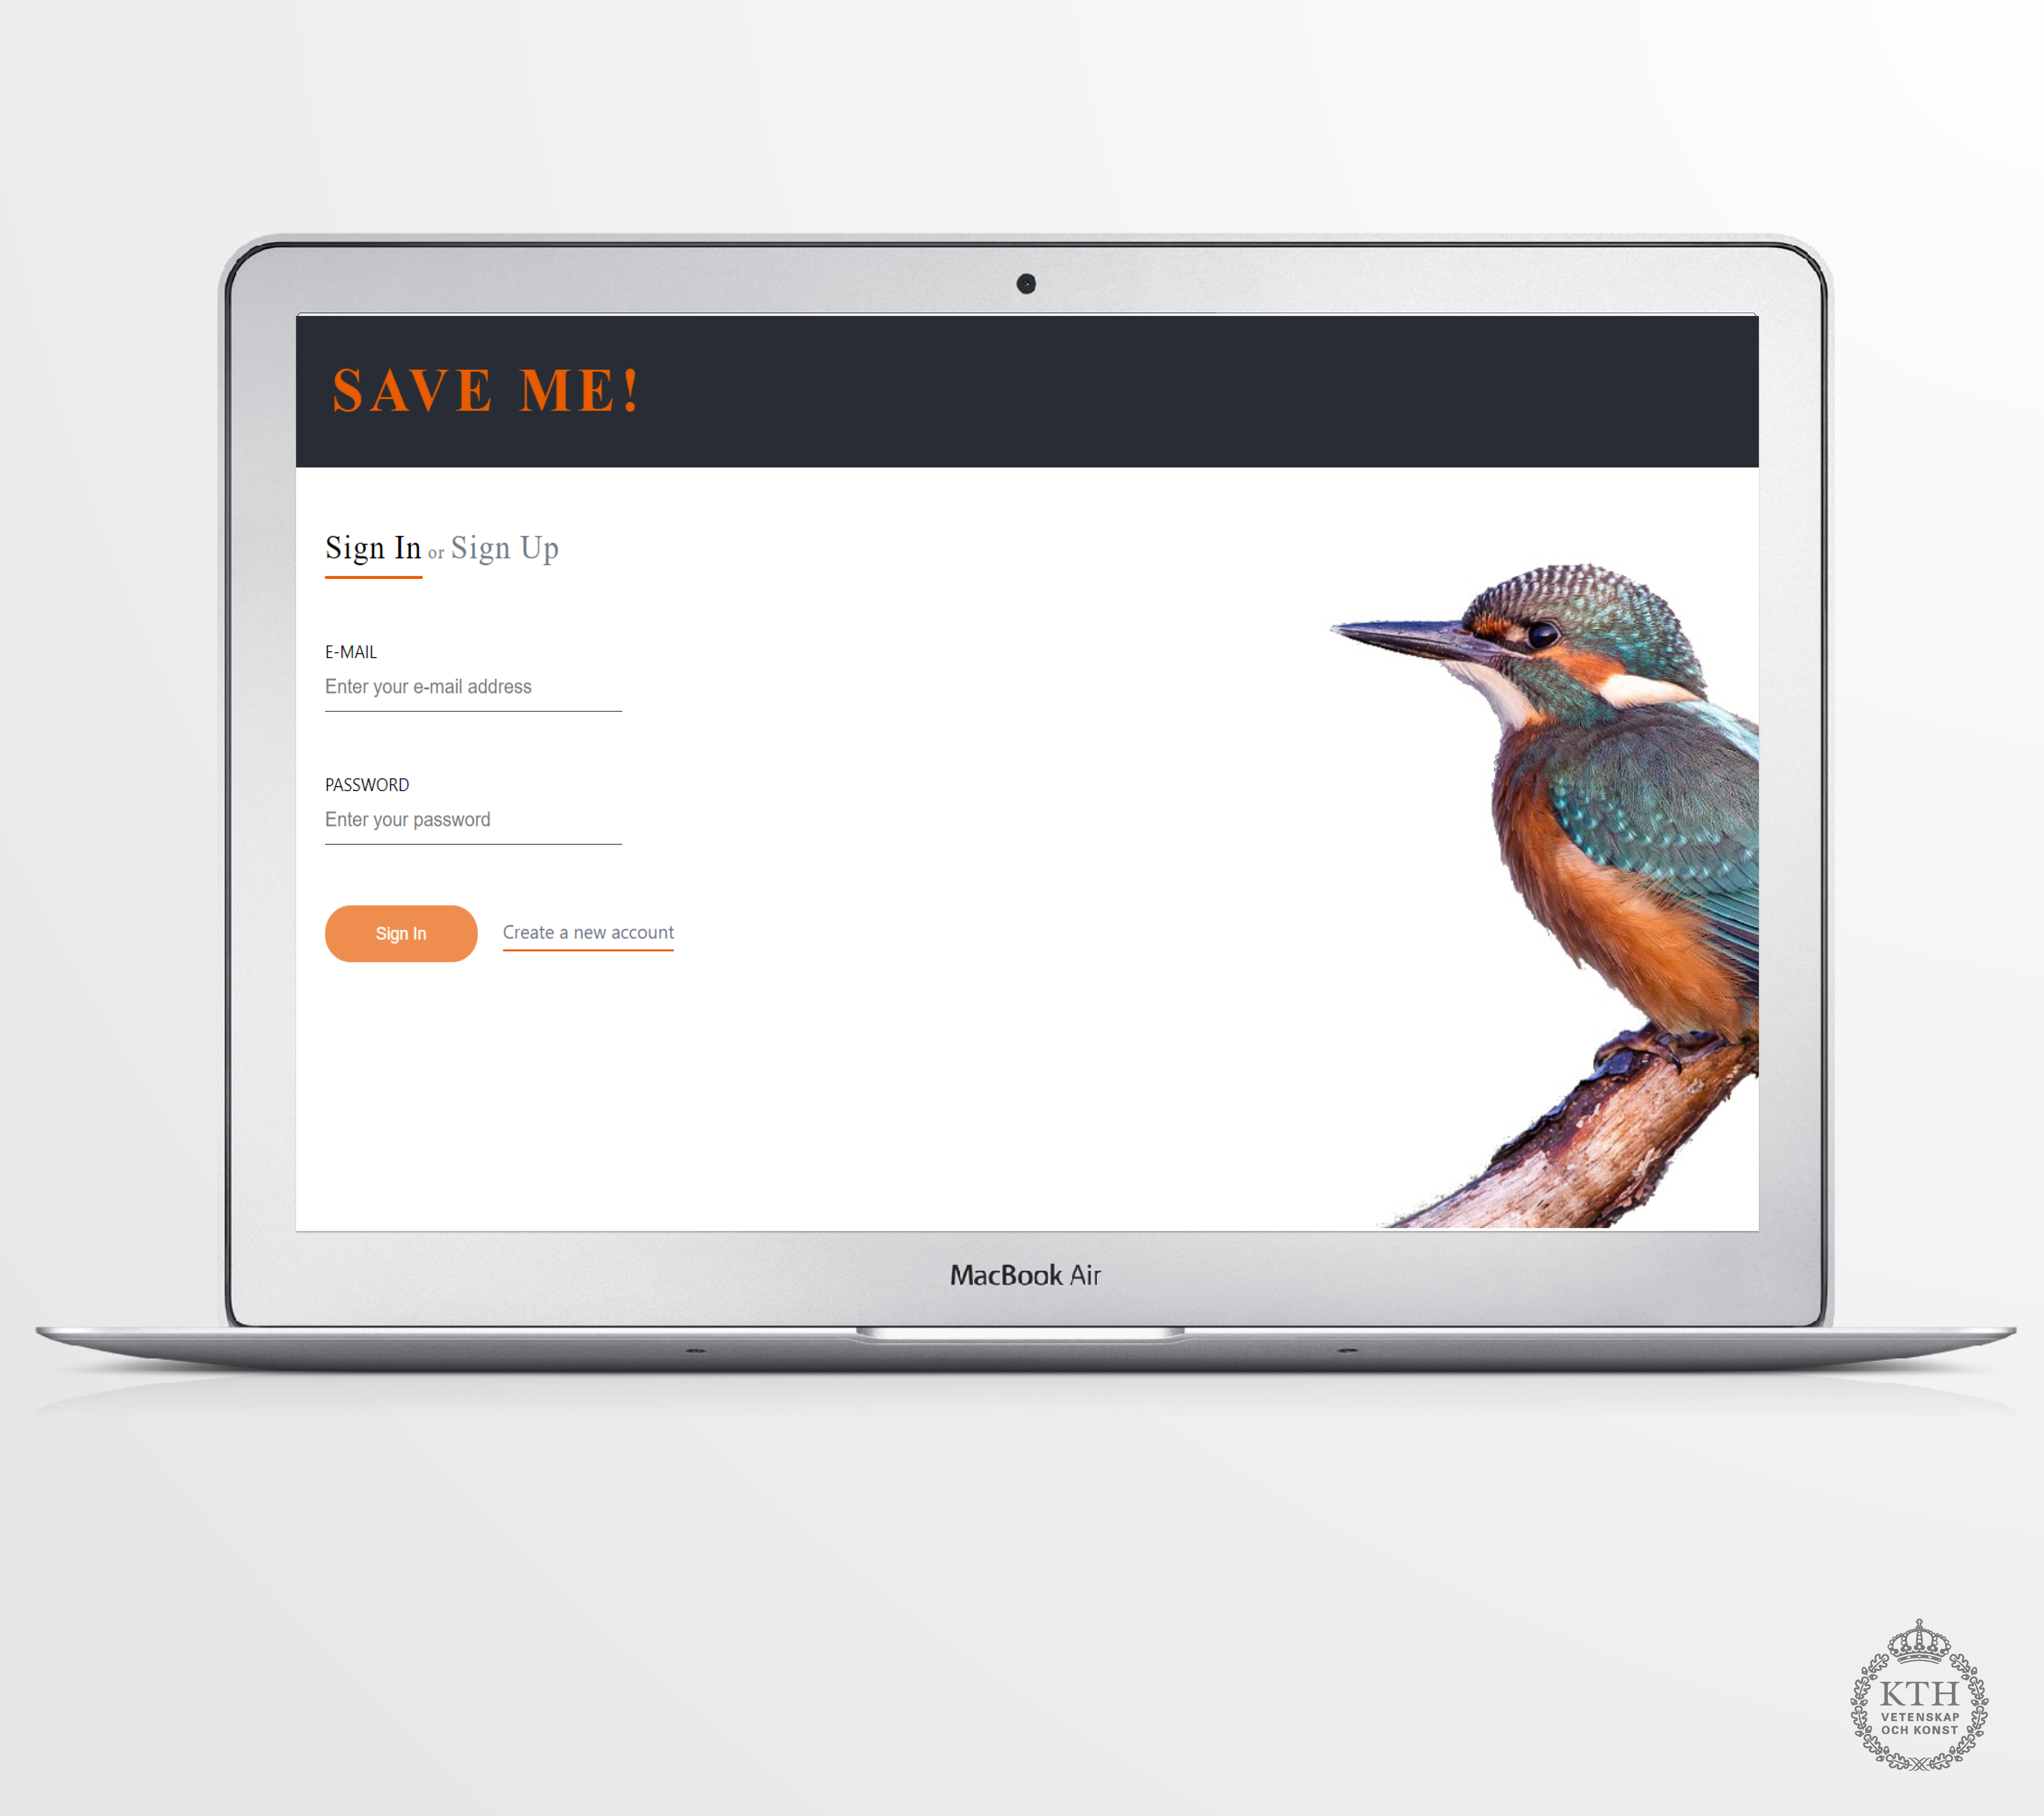 SAVE ME!
Sign In or Sign Up
E-MAIL
Enter your e-mail address
PASSWORD
Enter your password
Sign In
Create a new account
MacBook Air
KTH
VETENSKAP
OCH KONST